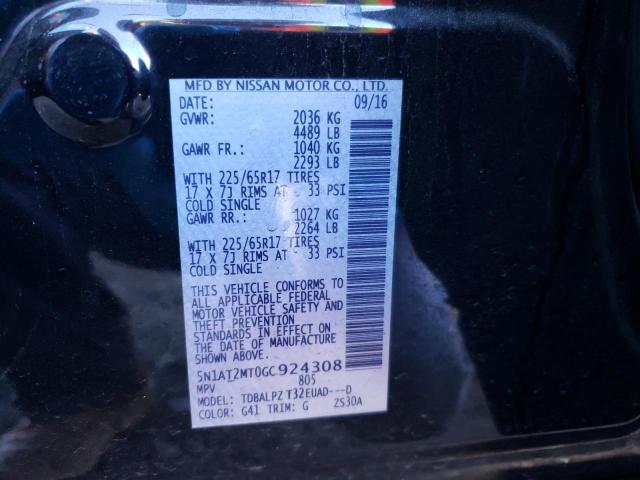 MFD BY NISSAN MOTOR CO., LTD.
DATE: 09/16
GVWR: 2036 KG
4489 LB
GAWR FR.: 1040 KG
2293 LB
WITH 225/65R17 TIRES
17 X 7J RIMS AT 33 PSI
COLD SINGLE
GAWR RR.: 1027 KG
2264 LB
WITH 225/65R17 TIRES
17 X 7J RIMS AT 33 PSI
COLD SINGLE
THIS VEHICLE CONFORMS TO
ALL APPLICABLE FEDERAL
MOTOR VEHICLE SAFETY AND
THEFT PREVENTION
STANDARDS IN EFFECT ON
THE DATE OF MANUFACTURE
SHOWN ABOVE.
5N1AT2MT0GC924308
MPV 805
MODEL: TDBALPZ T32EUAD---D
COLOR: G41 TRIM: G ZS30A